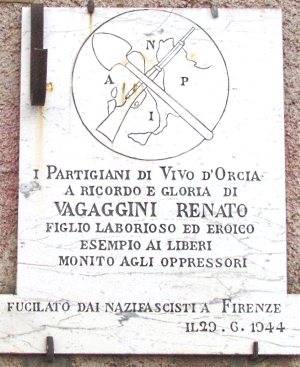 A N P I
I PARTIGIANI DI VIVO D'ORCIA
A RICORDO E GLORIA DI
VAGAGGINI RENATO
FIGLIO LABORIOSO ED EROICO
ESEMPIO AI LIBERI
MONITO AGLI OPPRESSORI
FUCILATO DAI NAZIFASCISTI A FIRENZE
IL 29. 6. 1944